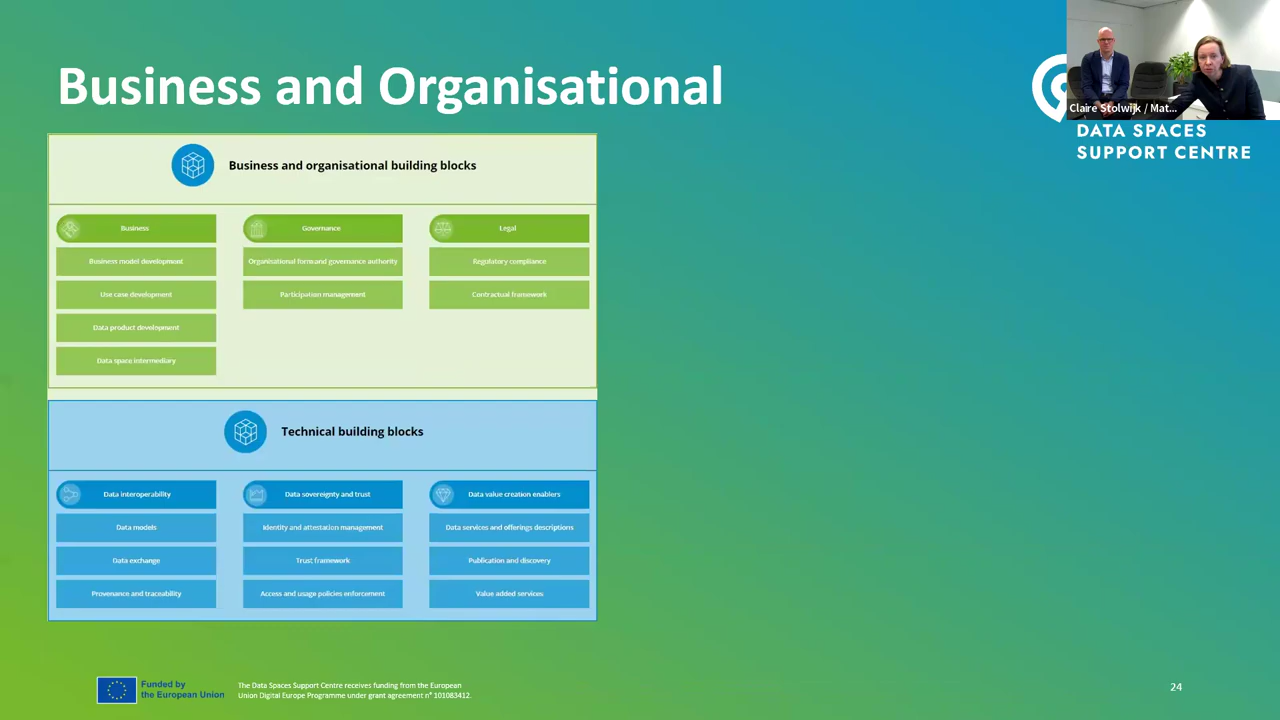 Business and Organisational
Claire Stolwijk / Mat...
DATA SPACES
SUPPORT CENTRE
Business and organisational building blocks
Business
Governance
Legal
Business model development
Organisational form and governance authority
Regulatory compliance
Use case development
Participation management
Contractual framework
Data product development
Data space intermediary
Technical building blocks
Data interoperability
Data sovereignty and trust
Data value creation enablers
Data models
Identity and attestation management
Data services and offerings descriptions
Data exchange
Trust framework
Publication and discovery
Provenance and traceability
Access and usage policies enforcement
Value added services
Funded by
the European Union
The Data Spaces Support Centre receives funding from the European
Union Digital Europe Programme under grant agreement n° 101083412.
24